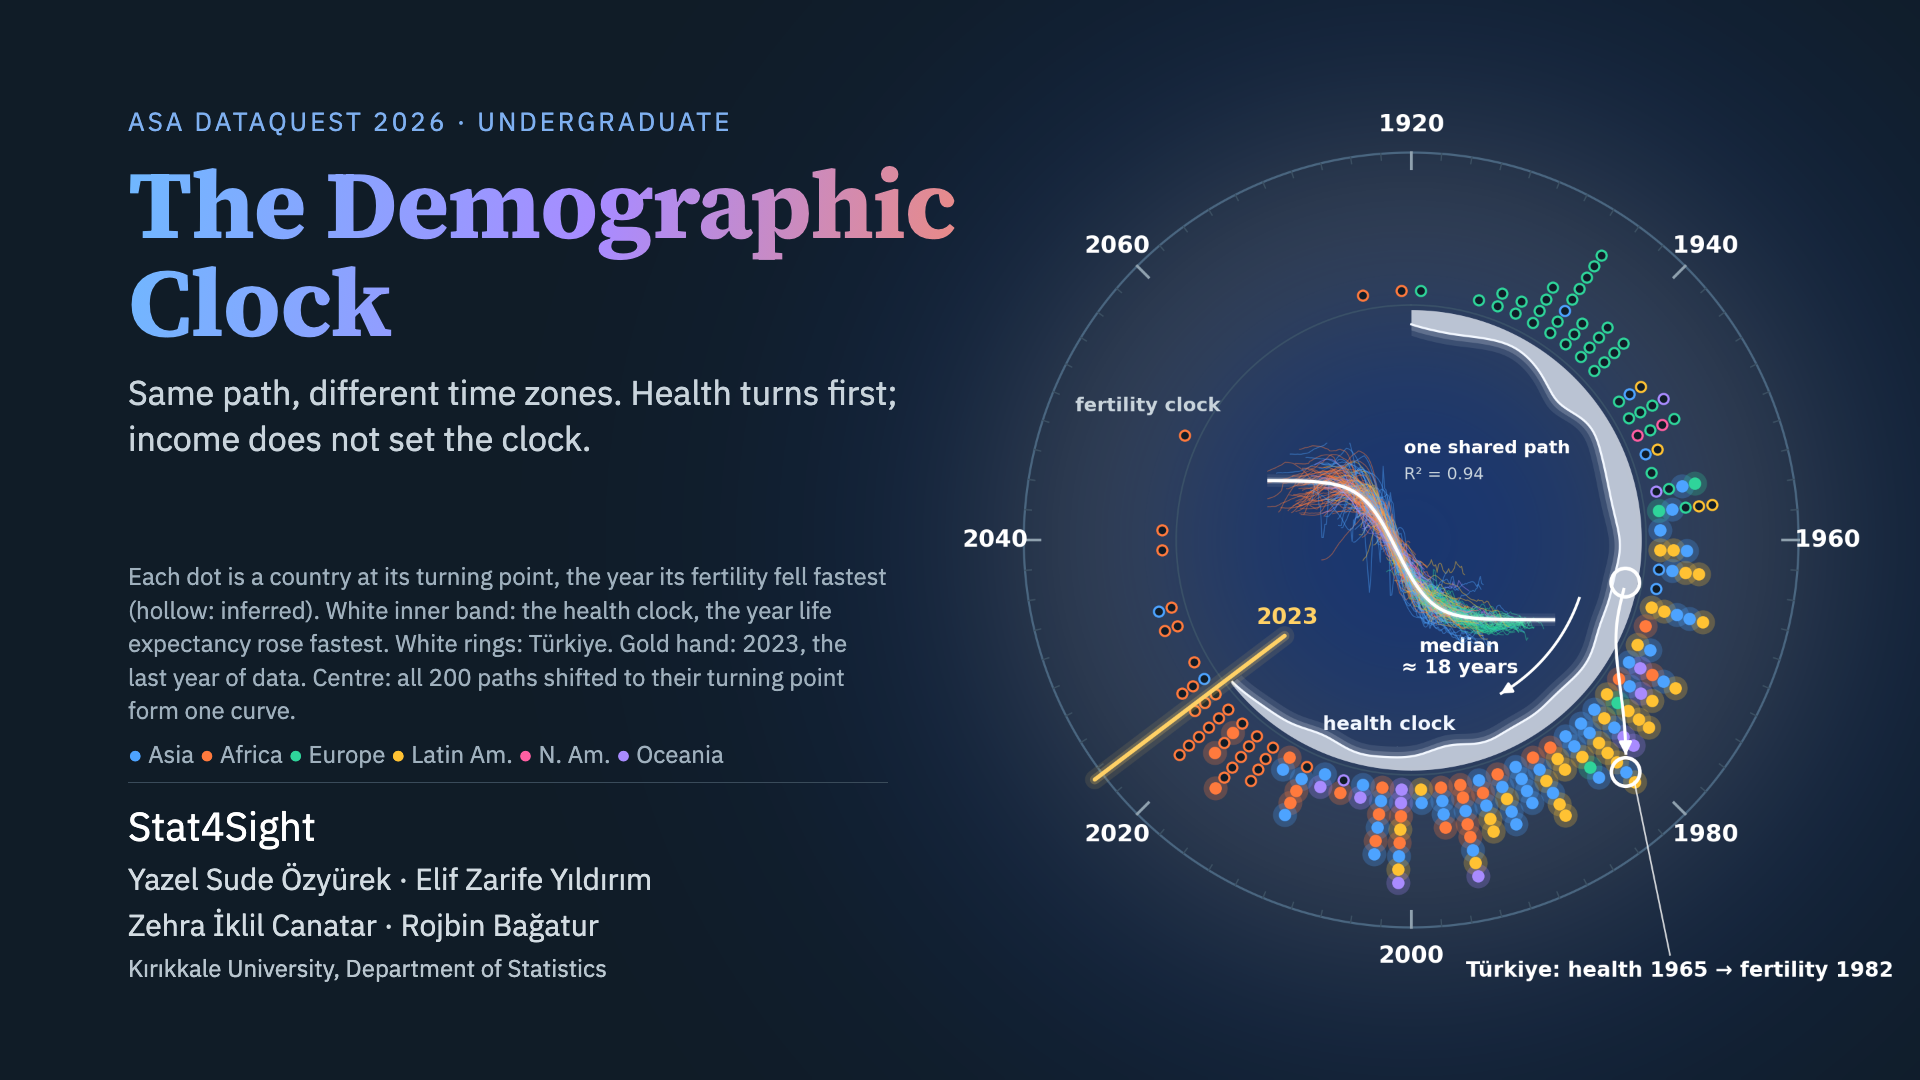 ASA DATAQUEST 2026 · UNDERGRADUATE
The Demographic
Clock
Same path, different time zones. Health turns first;
income does not set the clock.
Each dot is a country at its turning point, the year its fertility fell fastest
(hollow: inferred). White inner band: the health clock, the year life
expectancy rose fastest. White rings: Türkiye. Gold hand: 2023, the
last year of data. Centre: all 200 paths shifted to their turning point
form one curve.
Asia Africa Europe Latin Am. N. Am. Oceania
Stat4Sight
Yazel Sude Özyürek · Elif Zarife Yıldırım
Zehra İklil Canatar · Rojbin Bağatur
Kırıkkale University, Department of Statistics
1920
2060
1940
fertility clock
one shared path
R² = 0.94
2040
1960
2023
median
≈ 18 years
health clock
2020
1980
2000
Türkiye: health 1965 → fertility 1982